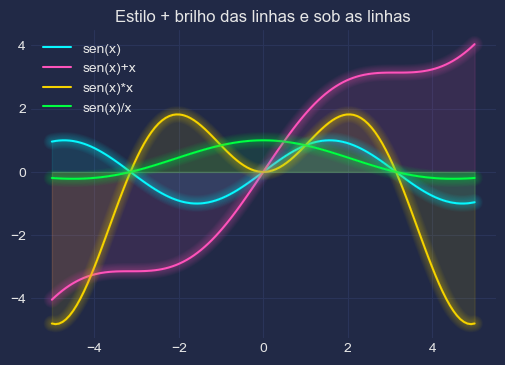 Estilo + brilho das linhas e sob as linhas
sen(x)
sen(x)+x
sen(x)*x
sen(x)/x
4
2
0
−2
−4
−4 −2 0 2 4